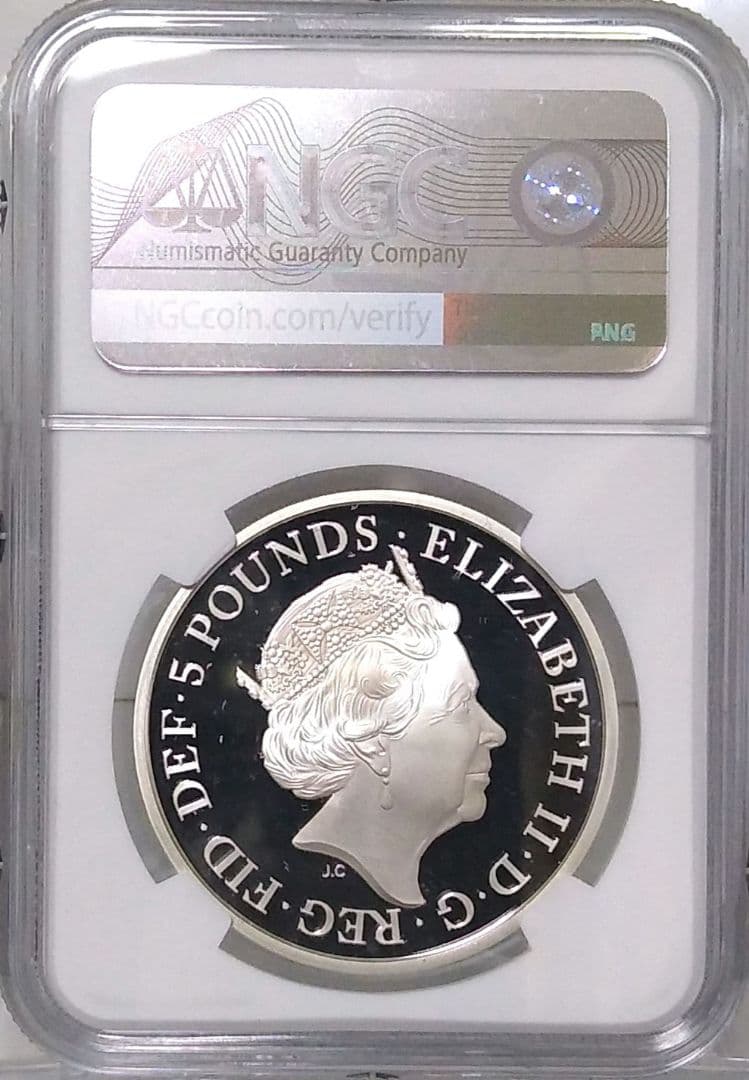 NGC
Numismatic Guaranty Company
NGCcoin.com/verify
PNG
ELIZABETH II · D · G · REG · FID · DEF · 5 POUNDS ·
J.C